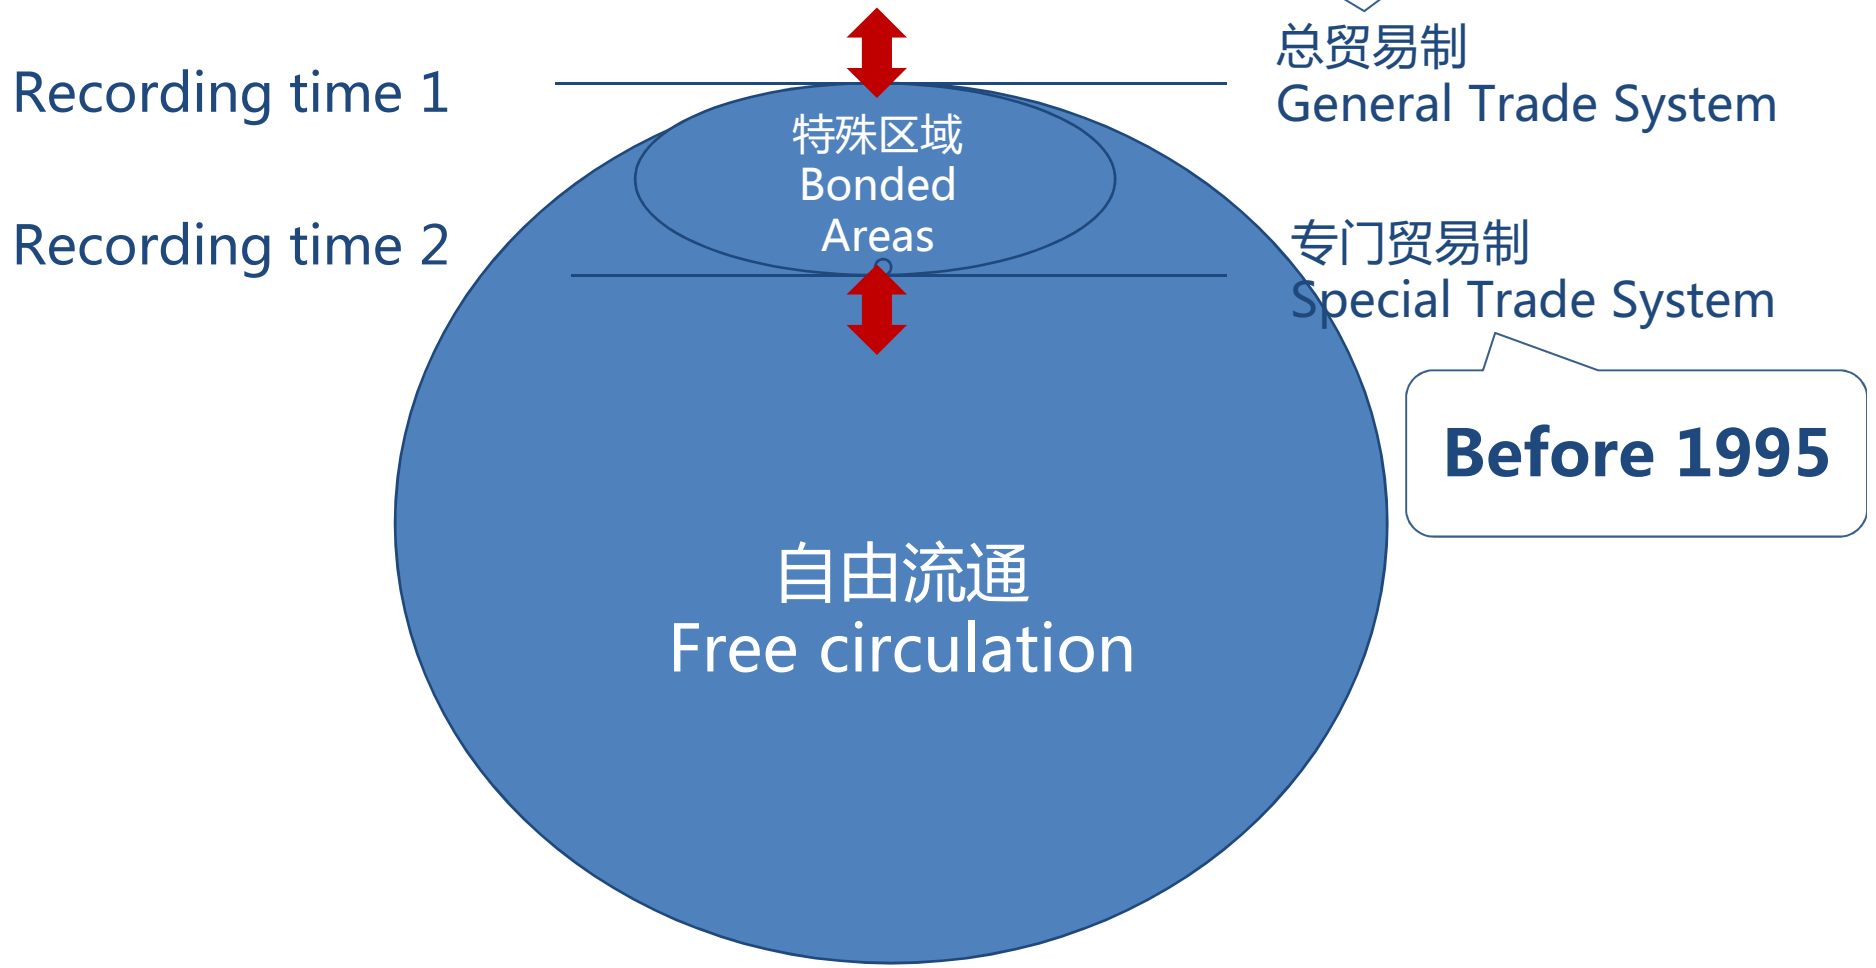 Recording time 1
总贸易制
General Trade System
特殊区域
Bonded
Areas
Recording time 2
专门贸易制
Special Trade System
Before 1995
自由流通
Free circulation